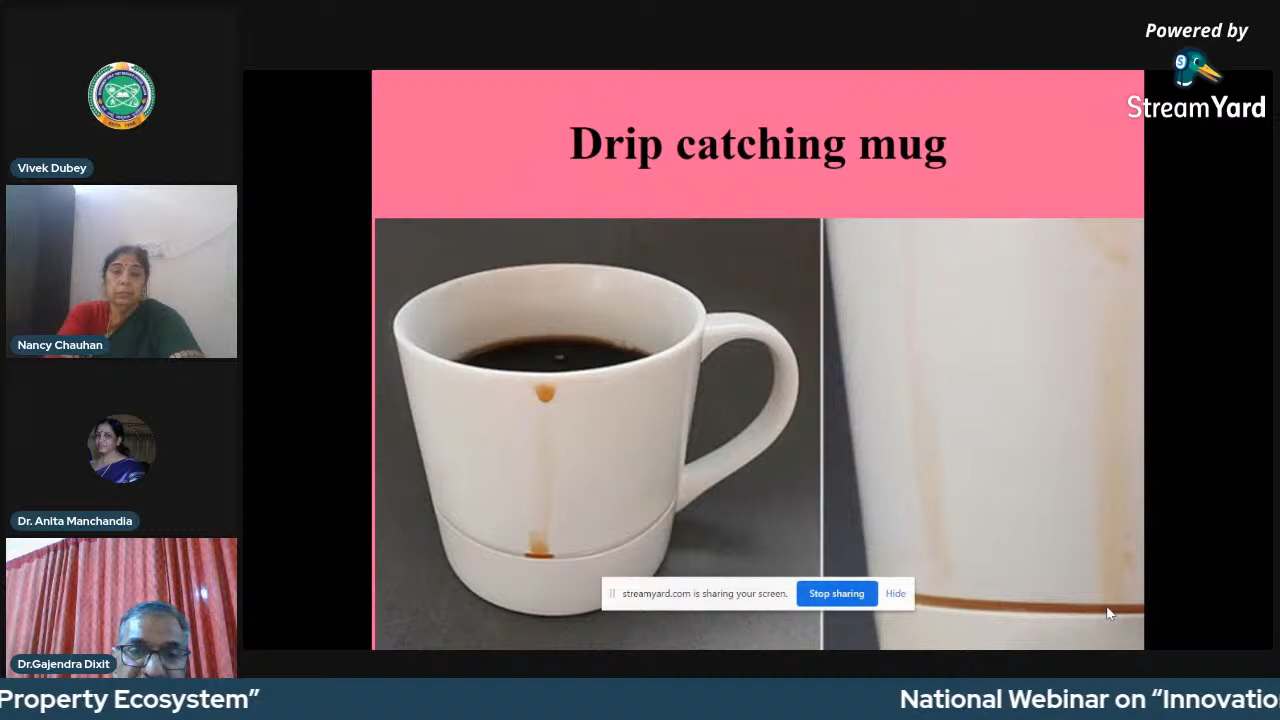 Powered by
StreamYard
Vivek Dubey
Drip catching mug
Nancy Chauhan
Dr. Anita Manchandia
streamyard.com is sharing your screen.
Stop sharing
Hide
Dr.Gajendra Dixit
Property Ecosystem”
National Webinar on “Innovatio